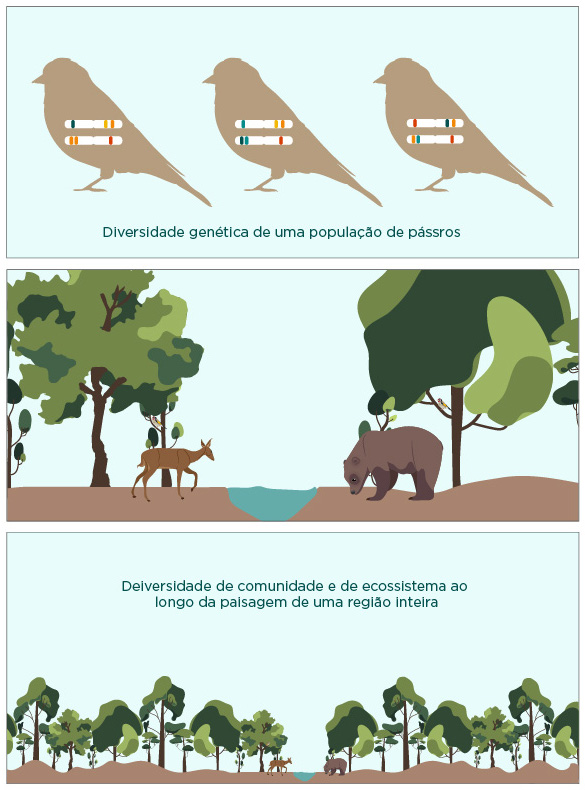 Diversidade genética de uma população de pássros
Deiversidade de comunidade e de ecossistema ao
longo da paisagem de uma região inteira